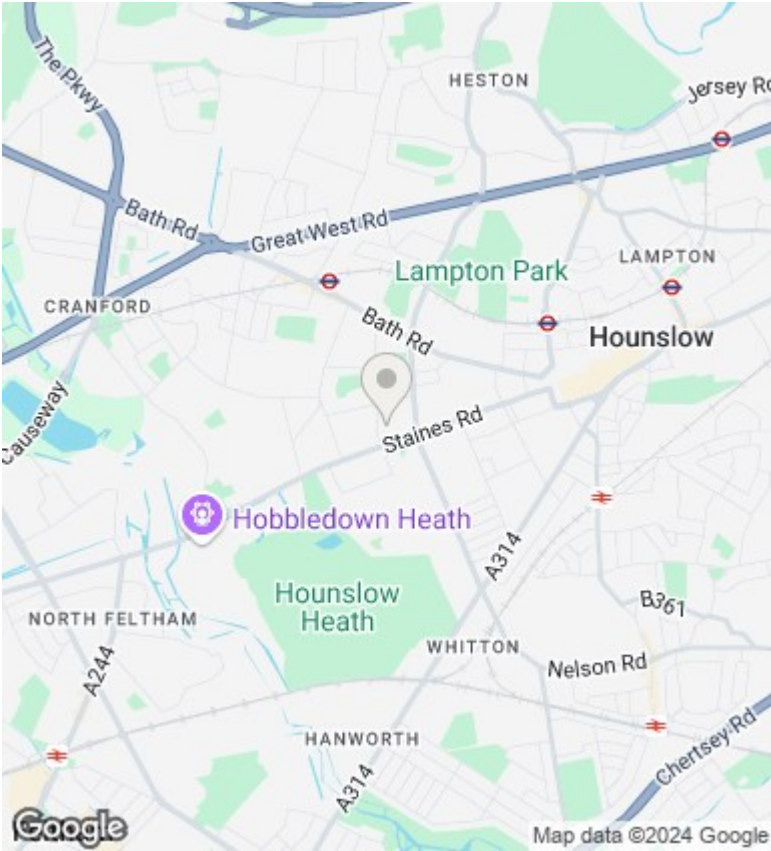 The Pkwy
HESTON
Jersey Rd
Bath Rd
Great West Rd
LAMPTON
Lampton Park
CRANFORD
Bath Rd
Hounslow
Causeway
Staines Rd
Hobbledown Heath
A314
Hounslow
Heath
B361
NORTH FELTHAM
WHITTON
A244
Nelson Rd
HANWORTH
Chertsey Rd
A314
Google
Map data ©2024 Google